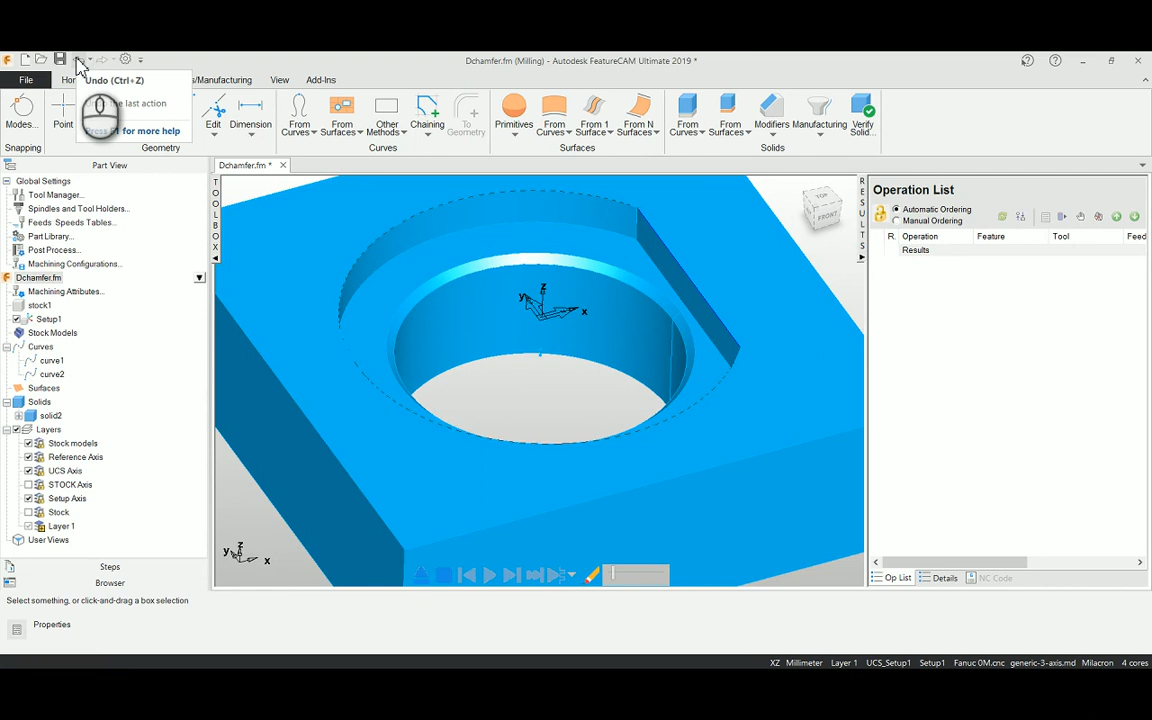 Dchamfer.fm (Milling) - Autodesk FeatureCAM Ultimate 2019 *
File
View
Add-Ins
Undo (Ctrl+Z)
the last action
for more help
Modes...
Point
Edit
Dimension
From Curves
From Surfaces
Other Methods
Chaining
To Geometry
Primitives
From Curves
From 1 Surface
From N Surfaces
From Curves
From Surfaces
Modifiers
Manufacturing
Verify Solid...
Snapping
Geometry
Curves
Surfaces
Solids
Part View
Dchamfer.fm *
Global Settings
Tool Manager...
Spindles and Tool Holders...
Feeds Speeds Tables...
Part Library...
Post Process...
Machining Configurations...
Dchamfer.fm
Machining Attributes...
stock1
Setup1
Stock Models
Curves
curve1
curve2
Surfaces
Solids
solid2
Layers
Stock models
Reference Axis
UCS Axis
STOCK Axis
Setup Axis
Stock
Layer 1
User Views
Steps
Browser
TOOLBOX
TOP
FRONT
z
y
x
z
y
x
RESULTS
Operation List
Automatic Ordering
Manual Ordering
R. Operation Feature Tool Feed
Results
Op List Details NC Code
Select something, or click-and-drag a box selection
Properties
XZ Millimeter Layer 1 UCS_Setup1 Setup1 Fanuc 0M.cnc generic-3-axis.md Milacron 4 cores